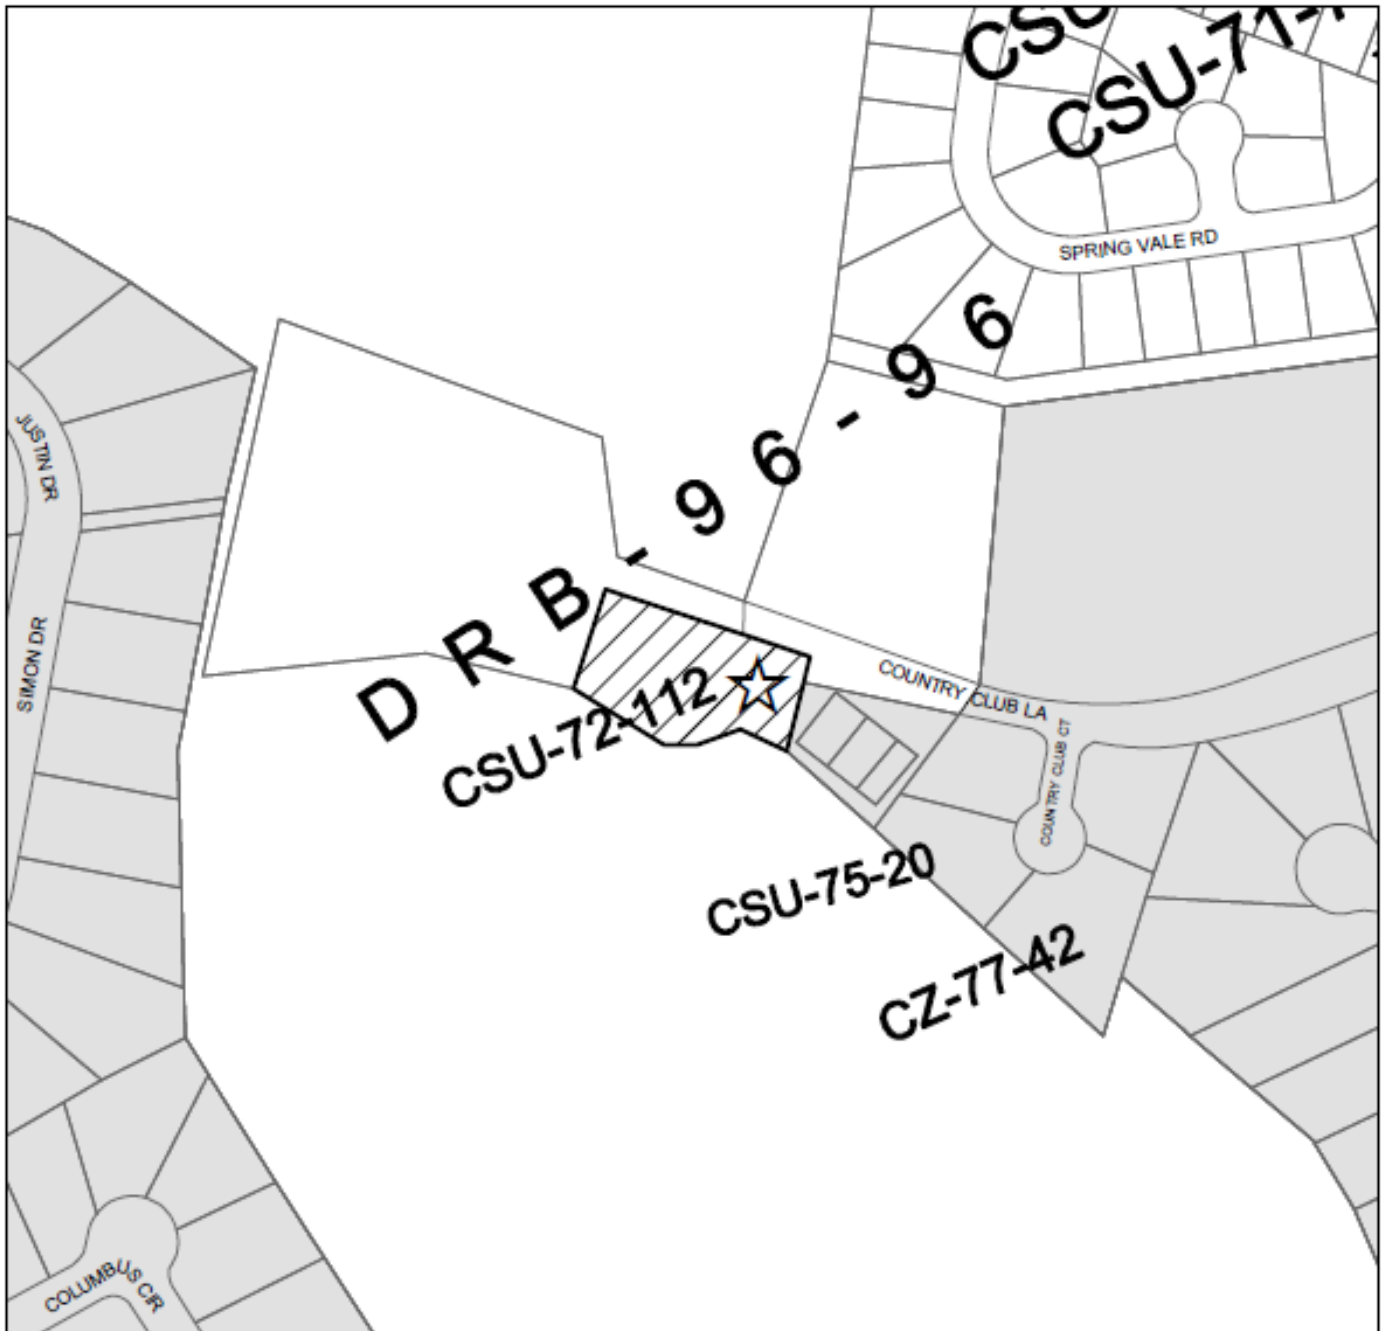 CSU-71-
SPRING VALE RD
JUSTIN DR
DRB-96-96
SIMON DR
CSU-72-112
COUNTRY CLUB LA
COUNTRY CLUB CT
CSU-75-20
CZ-77-42
COLUMBUS CIR